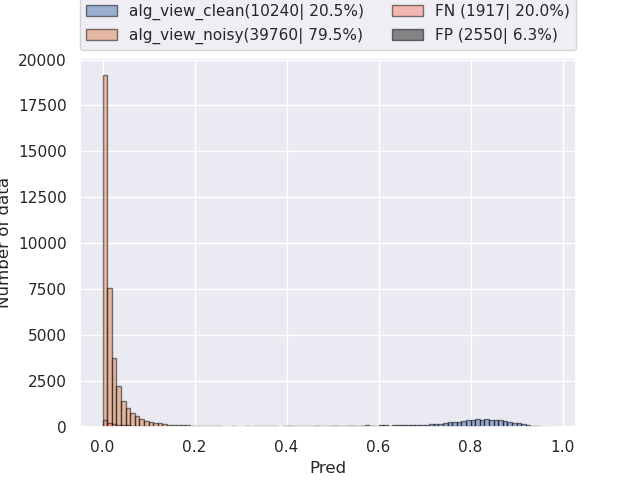 alg_view_clean(10240| 20.5%)
FN (1917| 20.0%)
alg_view_noisy(39760| 79.5%)
FP (2550| 6.3%)
20000
17500
15000
12500
10000
7500
5000
2500
0
Number of data
0.0 0.2 0.4 0.6 0.8 1.0
Pred